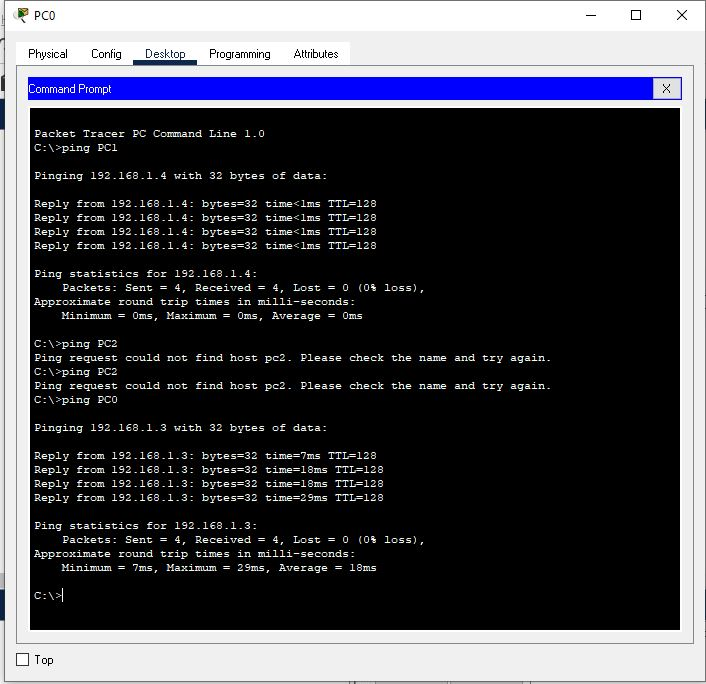 PC0
Physical Config Desktop Programming Attributes
Command Prompt X
Packet Tracer PC Command Line 1.0
C:\>ping PC1
Pinging 192.168.1.4 with 32 bytes of data:
Reply from 192.168.1.4: bytes=32 time<1ms TTL=128
Reply from 192.168.1.4: bytes=32 time<1ms TTL=128
Reply from 192.168.1.4: bytes=32 time<1ms TTL=128
Reply from 192.168.1.4: bytes=32 time<1ms TTL=128
Ping statistics for 192.168.1.4:
Packets: Sent = 4, Received = 4, Lost = 0 (0% loss),
Approximate round trip times in milli-seconds:
Minimum = 0ms, Maximum = 0ms, Average = 0ms
C:\>ping PC2
Ping request could not find host pc2. Please check the name and try again.
C:\>ping PC2
Ping request could not find host pc2. Please check the name and try again.
C:\>ping PC0
Pinging 192.168.1.3 with 32 bytes of data:
Reply from 192.168.1.3: bytes=32 time=7ms TTL=128
Reply from 192.168.1.3: bytes=32 time=18ms TTL=128
Reply from 192.168.1.3: bytes=32 time=18ms TTL=128
Reply from 192.168.1.3: bytes=32 time=29ms TTL=128
Ping statistics for 192.168.1.3:
Packets: Sent = 4, Received = 4, Lost = 0 (0% loss),
Approximate round trip times in milli-seconds:
Minimum = 7ms, Maximum = 29ms, Average = 18ms
C:\>
Top